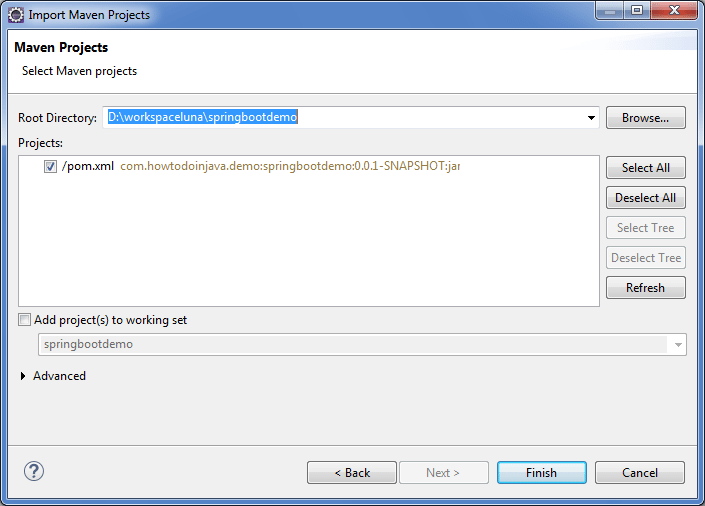 Import Maven Projects
Maven Projects
Select Maven projects
Root Directory: D:\workspaceluna\springbootdemo Browse...
Projects:
/pom.xml com.howtodoinjava.demo:springbootdemo:0.0.1-SNAPSHOT:jar
Select All
Deselect All
Select Tree
Deselect Tree
Refresh
Add project(s) to working set
springbootdemo
Advanced
? < Back Next > Finish Cancel